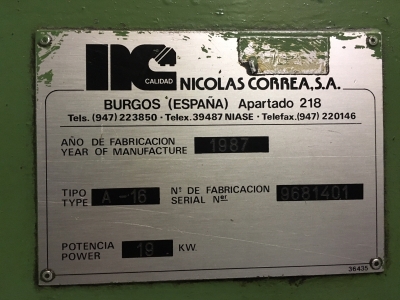 nc
CALIDAD
NICOLAS CORREA, S.A.
BURGOS (ESPAÑA) Apartado 218
Tels. (947) 223850 · Telex. 39487 NIASE · Telefax. (947) 220146
AÑO DE FABRICACION
YEAR OF MANUFACTURE 1987
TIPO
TYPE A-16
Nº DE FABRICACION
SERIAL Nºʳ 9681401
POTENCIA
POWER 19 KW.
36435